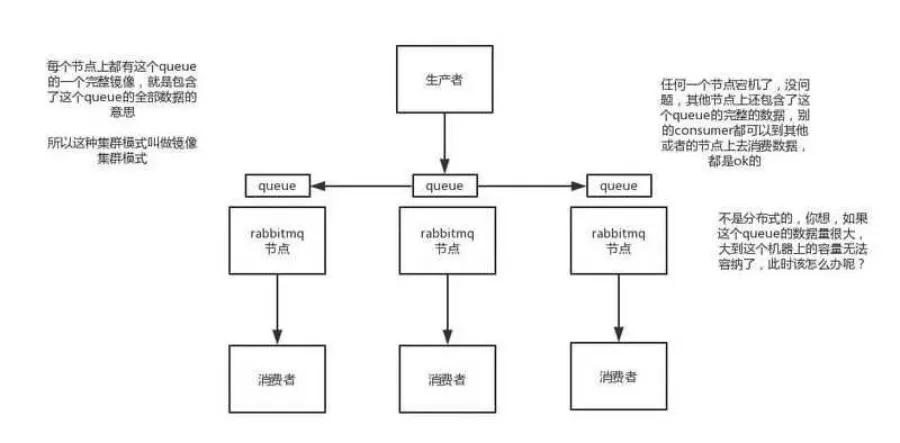 每个节点上都有这个queue
的一个完整镜像，就是包含
了这个queue的全部数据的
意思
所以这种集群模式叫做镜像
集群模式
生产者
任何一个节点宕机了，没问
题，其他节点上还包含了这
个queue的完整的数据，别
的consumer都可以到其他
或者的节点上去消费数据，
都是ok的
queue
queue
queue
rabbitmq
节点
rabbitmq
节点
rabbitmq
节点
不是分布式的，你想，如果
这个queue的数据量很大，
大到这个机器上的容量无法
容纳了，此时该怎么办呢？
消费者
消费者
消费者